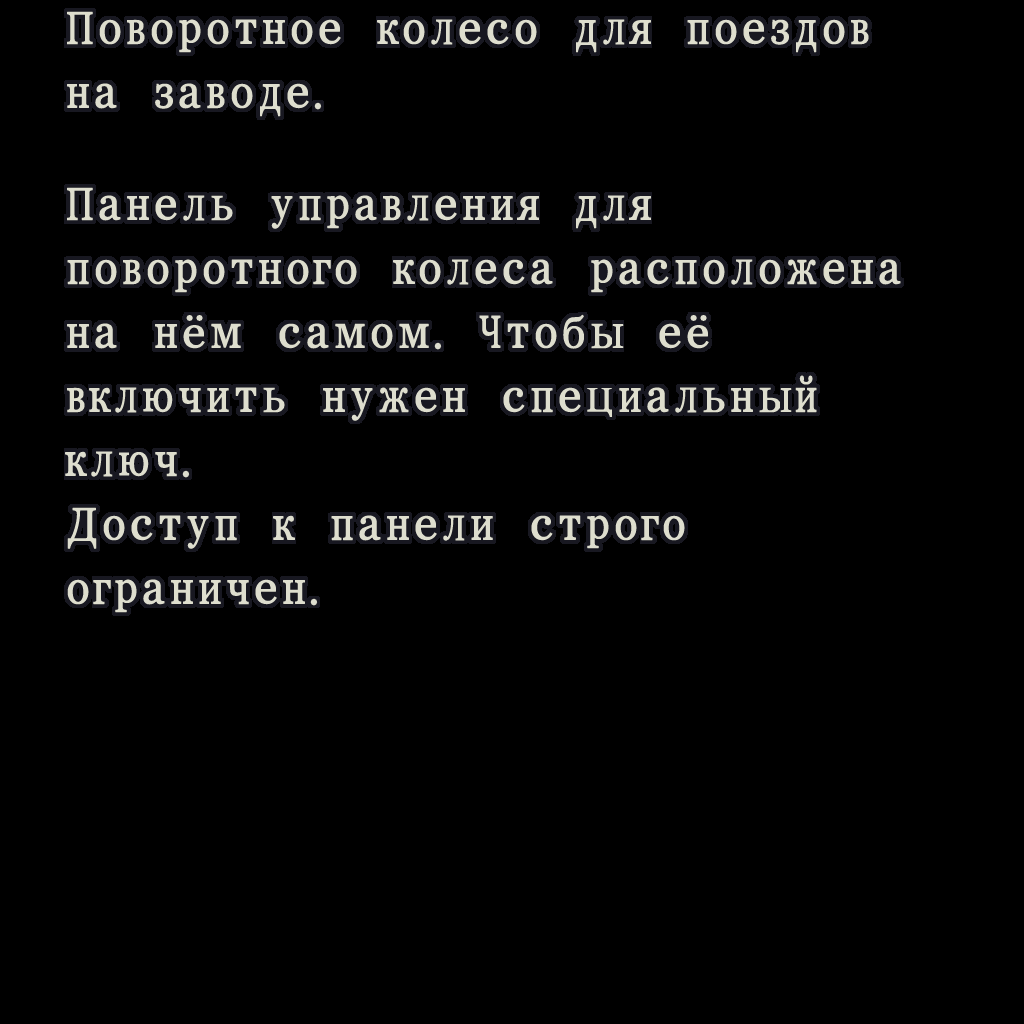 Поворотное колесо для поездов
на заводе.
Панель управления для
поворотного колеса расположена
на нём самом. Чтобы её
включить нужен специальный
ключ.
Доступ к панели строго
ограничен.